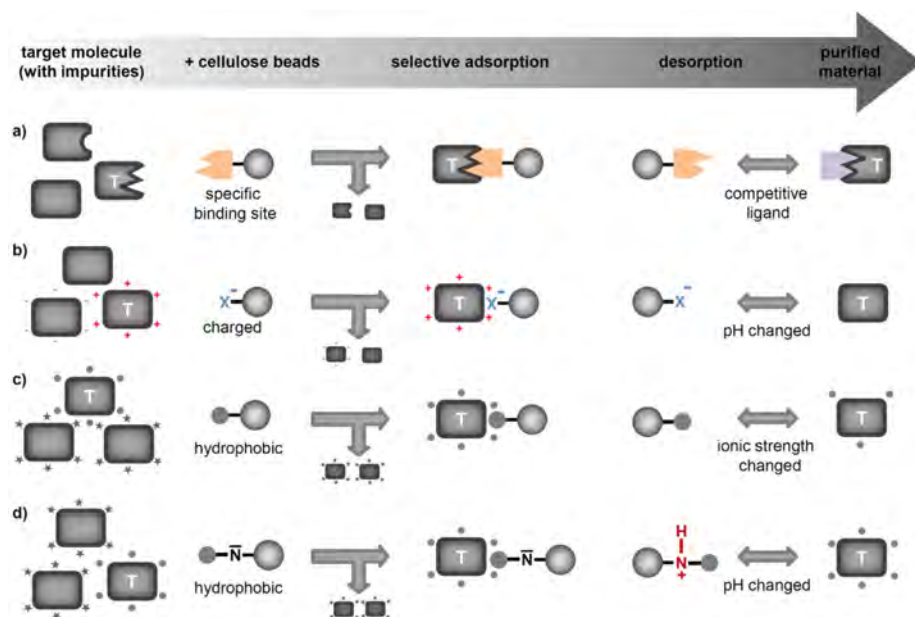 target molecule
(with impurities)
+ cellulose beads
selective adsorption
desorption
purified
material
a)
T
specific
binding site
T
competitive
ligand
T
b)
T
X-
charged
T
X-
X-
pH changed
T
c)
T
hydrophobic
T
ionic strength
changed
T
d)
T
N
hydrophobic
T
N
H
N
+
pH changed
T